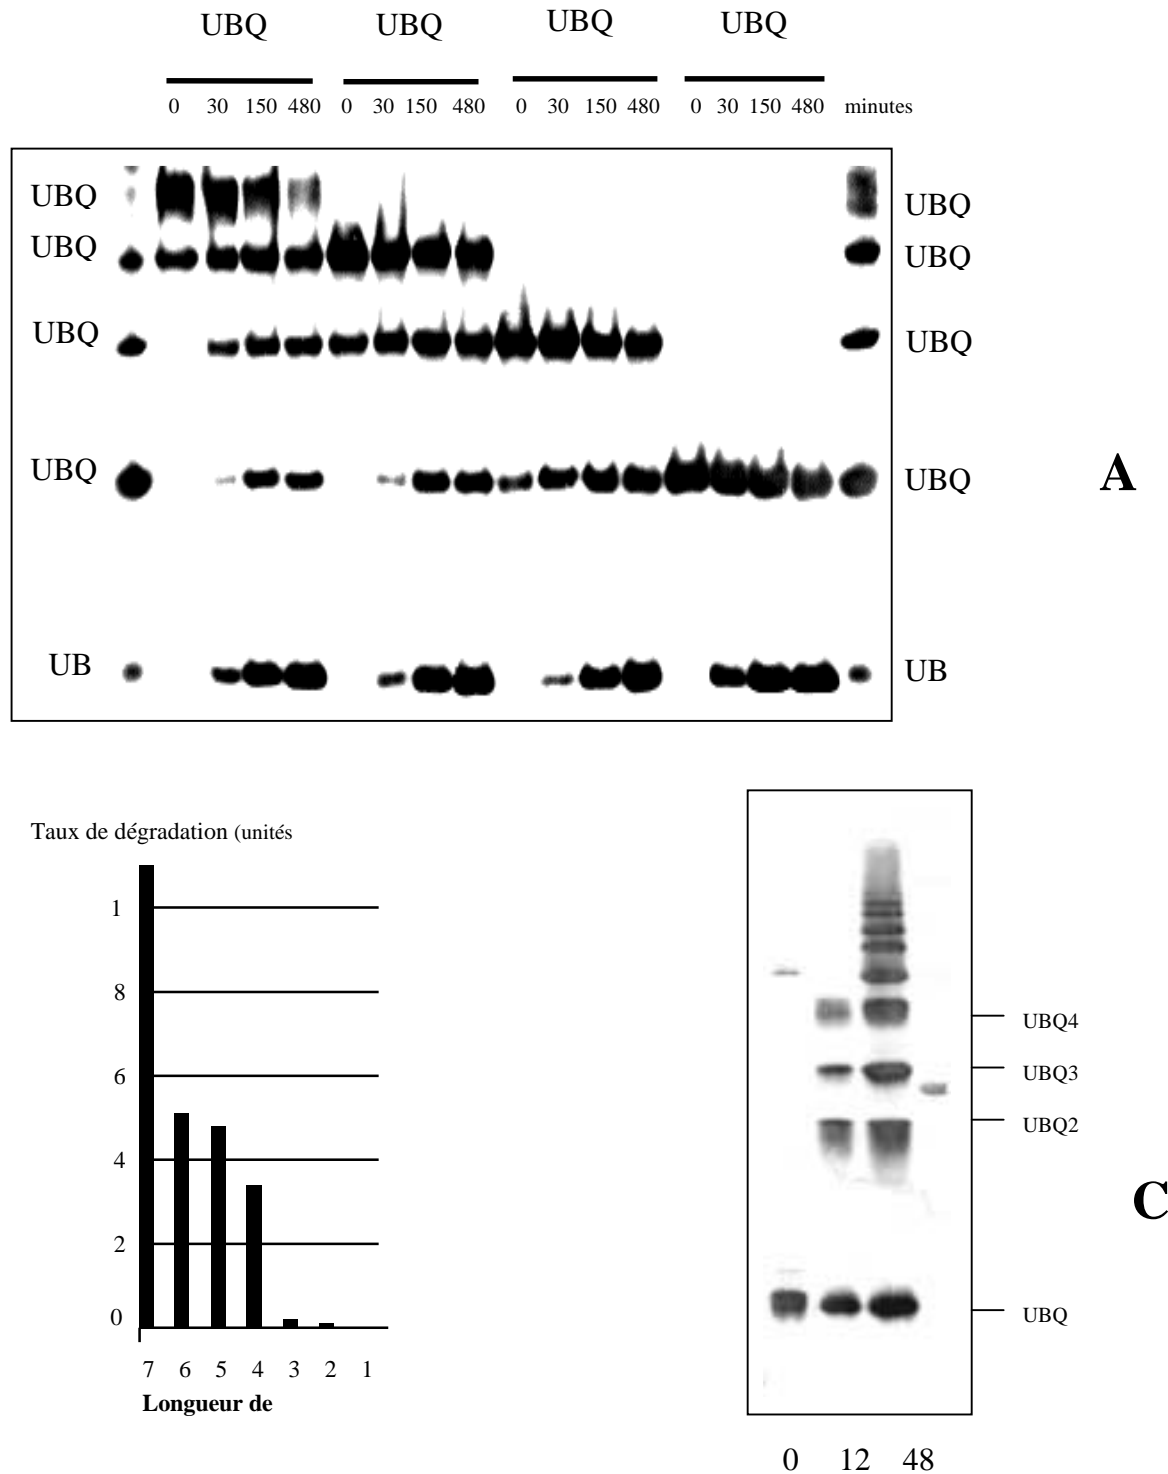 UBQ UBQ UBQ UBQ
0 30 150 480 0 30 150 480 0 30 150 480 0 30 150 480 minutes
UBQ UBQ
UBQ UBQ
UBQ UBQ
UBQ UBQ
A
UB UB
Taux de dégradation (unités
1
8
6
4
2
0
7 6 5 4 3 2 1
Longueur de
UBQ4
UBQ3
UBQ2
C
UBQ
0 12 48